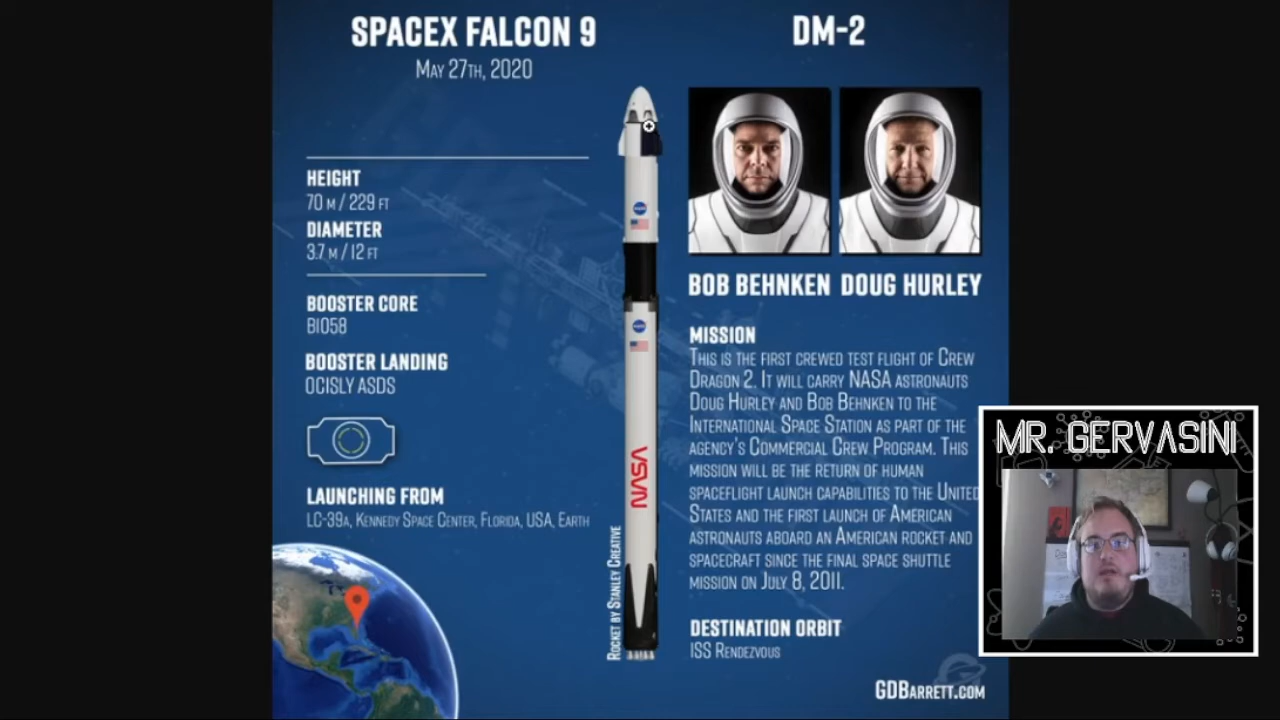 SPACEX FALCON 9
MAY 27TH, 2020
HEIGHT
70 M / 229 FT
DIAMETER
3.7 M / 12 FT
BOOSTER CORE
B1058
BOOSTER LANDING
OCISLY ASDS
LAUNCHING FROM
LC-39A, KENNEDY SPACE CENTER, FLORIDA, USA, EARTH
NASA
ROCKET BY STANLEY CREATIVE
DM-2
BOB BEHNKEN DOUG HURLEY
MISSION
THIS IS THE FIRST CREWED TEST FLIGHT OF CREW
DRAGON 2. IT WILL CARRY NASA ASTRONAUTS
DOUG HURLEY AND BOB BEHNKEN TO THE
INTERNATIONAL SPACE STATION AS PART OF THE
AGENCY'S COMMERCIAL CREW PROGRAM. THIS
MISSION WILL BE THE RETURN OF HUMAN
SPACEFLIGHT LAUNCH CAPABILITIES TO THE UNITED
STATES AND THE FIRST LAUNCH OF AMERICAN
ASTRONAUTS ABOARD AN AMERICAN ROCKET AND
SPACECRAFT SINCE THE FINAL SPACE SHUTTLE
MISSION ON JULY 8, 2011.
DESTINATION ORBIT
ISS RENDEZVOUS
GDBARRETT.COM
MR. GERVASINI